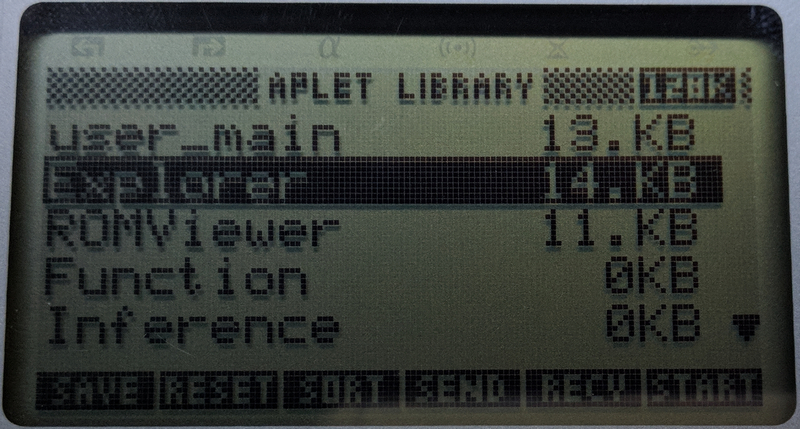 APLET LIBRARY 128K
user_main 13.KB
Explorer 14.KB
ROMViewer 11.KB
Function 0KB
Inference 0KB
SAVE RESET SORT SEND RECV START